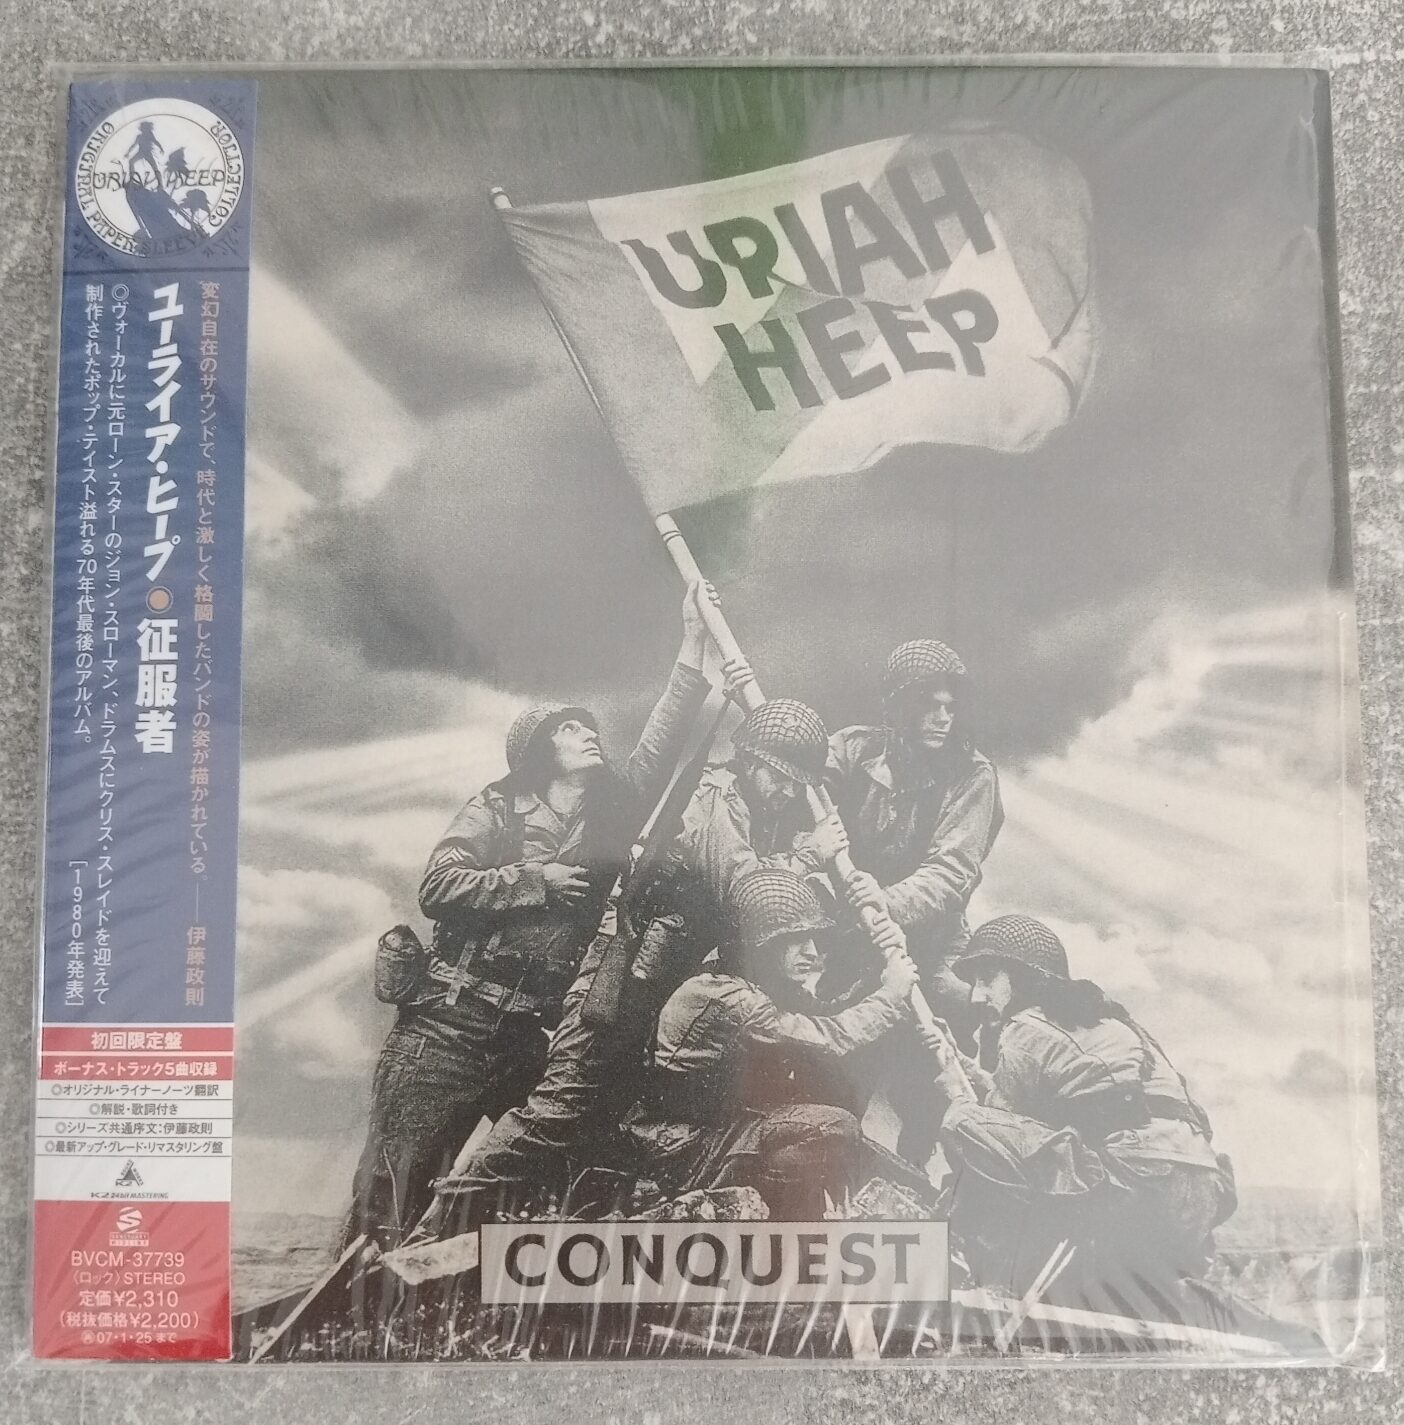 ORIGINAL PAPER SLEEVE COLLECTION
URIAH HEEP
変幻自在のサウンドで、時代と激しく格闘したバンドの姿が描かれている。——伊藤政則
ユーライア・ヒープ◉征服者
◎ヴォーカルに元ローン・スターのジョン・スローマン、ドラムスにクリス・スレイドを迎えて
制作されたポップ・テイスト溢れる70年代最後のアルバム。
[1980年発表]
初回限定盤
ボーナス・トラック5曲収録
◎オリジナル・ライナーノーツ翻訳
◎解説・歌詞付き
◎シリーズ共通序文：伊藤政則
◎最新アップ・グレード・リマスタリング盤
K2 24bit MASTERING
SANCTUARY
MIDLINE
BVCM-37739
〈ロック〉STEREO
定価¥2,310
(税抜価格¥2,200)
07・1・25まで
URIAH
HEEP
CONQUEST